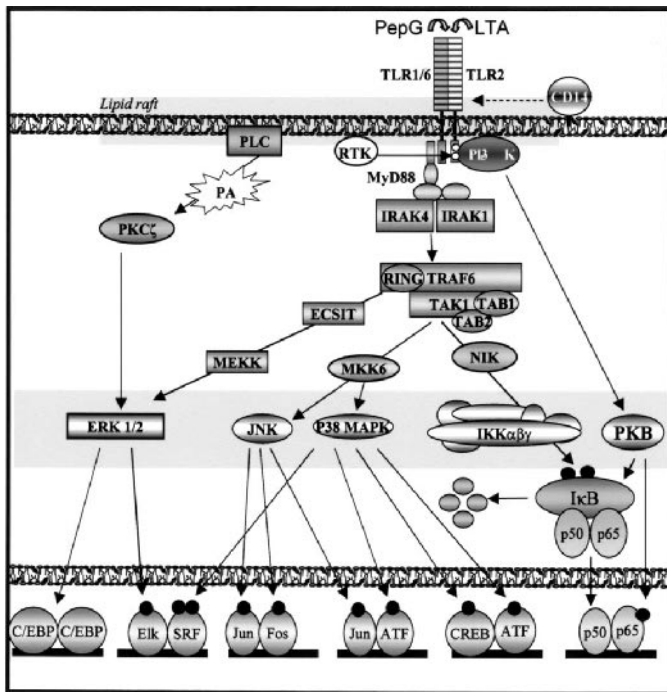 PepG LTA
TLR1/6 TLR2
CD14
Lipid raft
PLC
RTK
PI3 K
MyD88
PA
PKCζ
IRAK4 IRAK1
RING TRAF6
TAK1 TAB1
TAB2
ECSIT
NIK
MEKK
MKK6
ERK 1/2
JNK
P38 MAPK
IKKαβγ
PKB
IκB
p50 p65
C/EBP C/EBP
Elk SRF
Jun Fos
Jun ATF
CREB ATF
p50 p65